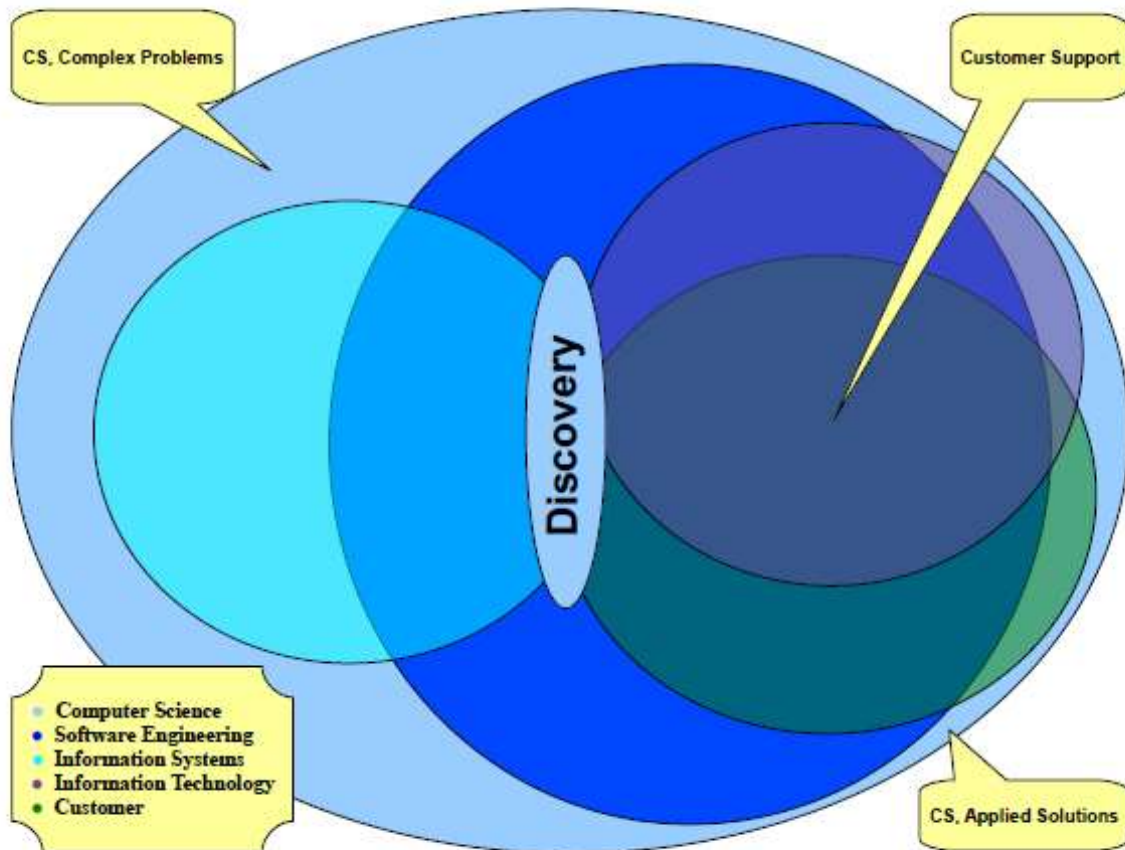 CS, Complex Problems
Customer Support
Discovery
Computer Science
Software Engineering
Information Systems
Information Technology
Customer
CS, Applied Solutions